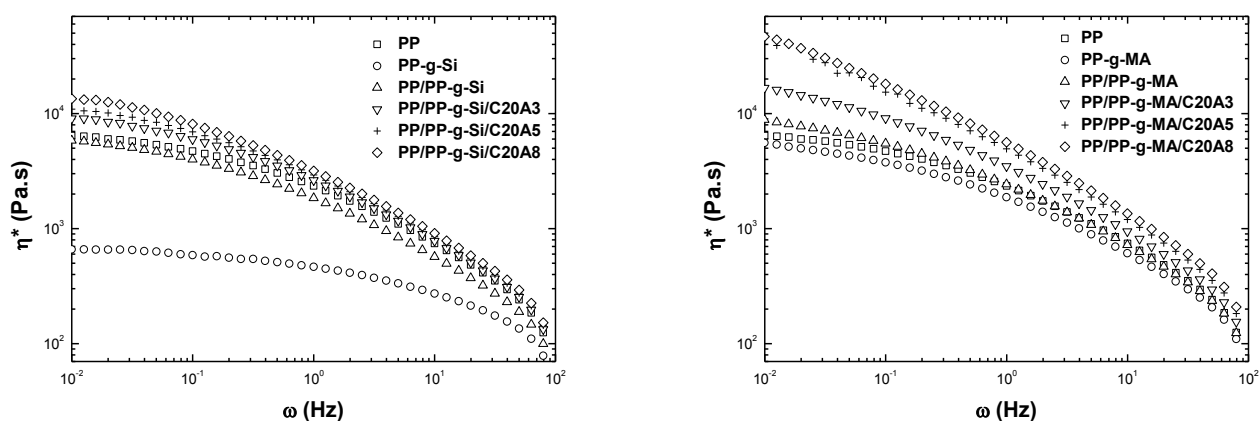 PP
PP-g-Si
PP/PP-g-Si
PP/PP-g-Si/C20A3
PP/PP-g-Si/C20A5
PP/PP-g-Si/C20A8
10⁴
10³
10²
η* (Pa.s)
10⁻² 10⁻¹ 10⁰ 10¹ 10²
ω (Hz)
PP
PP-g-MA
PP/PP-g-MA
PP/PP-g-MA/C20A3
PP/PP-g-MA/C20A5
PP/PP-g-MA/C20A8
10⁴
10³
10²
η* (Pa.s)
10⁻² 10⁻¹ 10⁰ 10¹ 10²
ω (Hz)